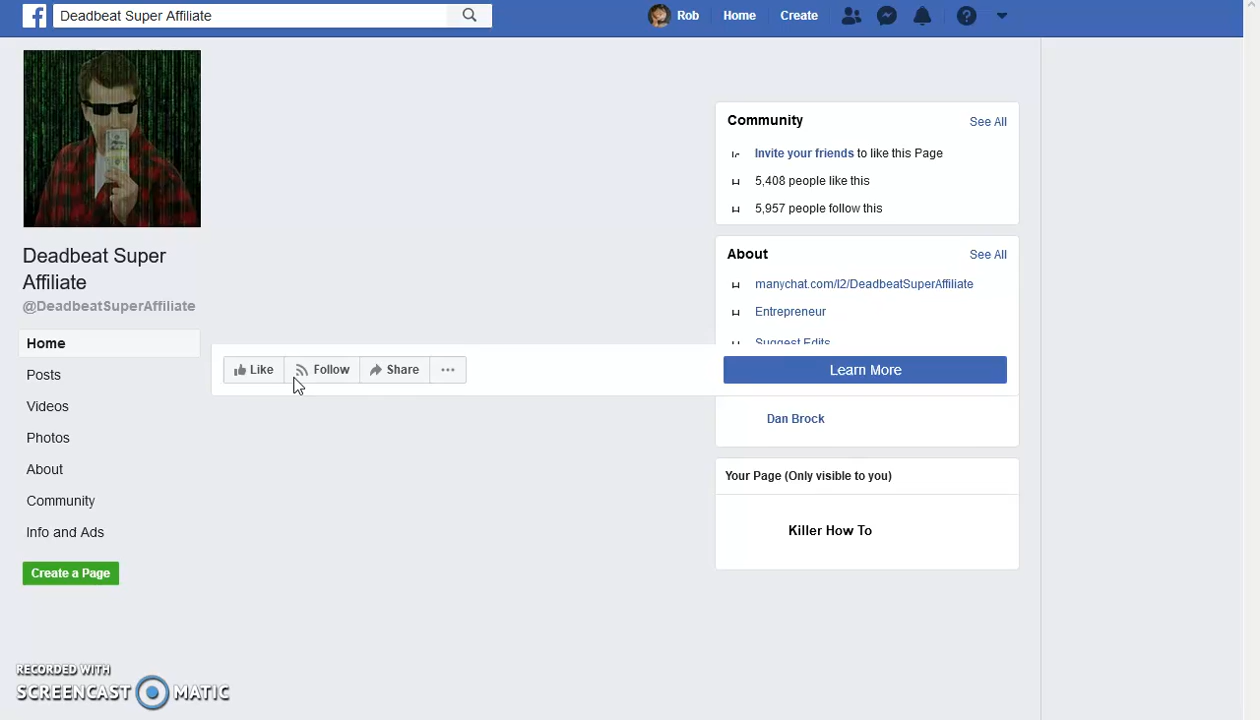 Deadbeat Super Affiliate
Rob
Home
Create
Deadbeat Super
Affiliate
@DeadbeatSuperAffiliate
Home
Posts
Videos
Photos
About
Community
Info and Ads
Create a Page
Like
Follow
Share
Community
See All
Invite your friends to like this Page
5,408 people like this
5,957 people follow this
About
See All
manychat.com/l2/DeadbeatSuperAffiliate
Entrepreneur
Suggest Edits
Learn More
Dan Brock
Your Page (Only visible to you)
Killer How To
RECORDED WITH
SCREENCAST MATIC